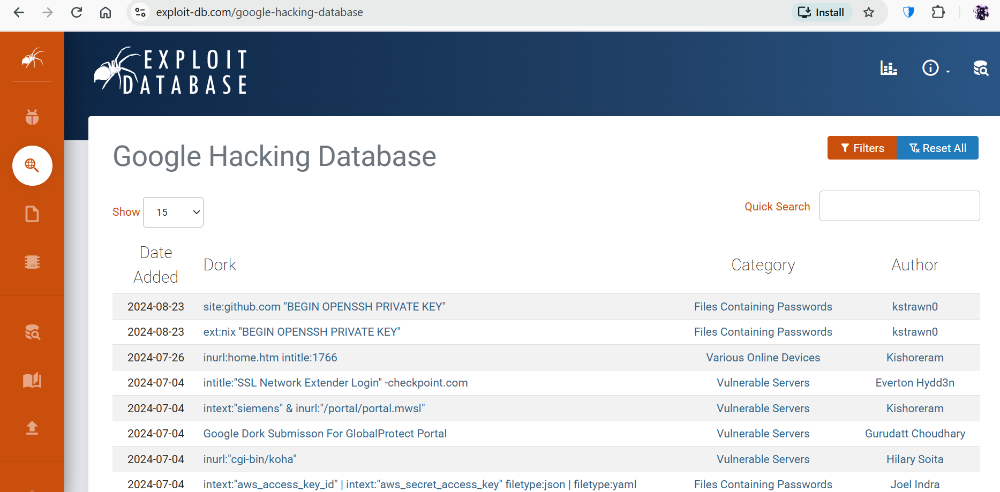 exploit-db.com/google-hacking-database
Install
EXPLOIT
DATABASE
Google Hacking Database
Filters
Reset All
Show 15
Quick Search
Date Added Dork Category Author
2024-08-23 site:github.com "BEGIN OPENSSH PRIVATE KEY" Files Containing Passwords kstrawn0
2024-08-23 ext:nix "BEGIN OPENSSH PRIVATE KEY" Files Containing Passwords kstrawn0
2024-07-26 inurl:home.htm intitle:1766 Various Online Devices Kishoreram
2024-07-04 intitle:"SSL Network Extender Login" -checkpoint.com Vulnerable Servers Everton Hydd3n
2024-07-04 intext:"siemens" & inurl:"/portal/portal.mwsl" Vulnerable Servers Kishoreram
2024-07-04 Google Dork Submisson For GlobalProtect Portal Vulnerable Servers Gurudatt Choudhary
2024-07-04 inurl:"cgi-bin/koha" Vulnerable Servers Hilary Soita
2024-07-04 intext:"aws_access_key_id" | intext:"aws_secret_access_key" filetype:json | filetype:yaml Files Containing Passwords Joel Indra